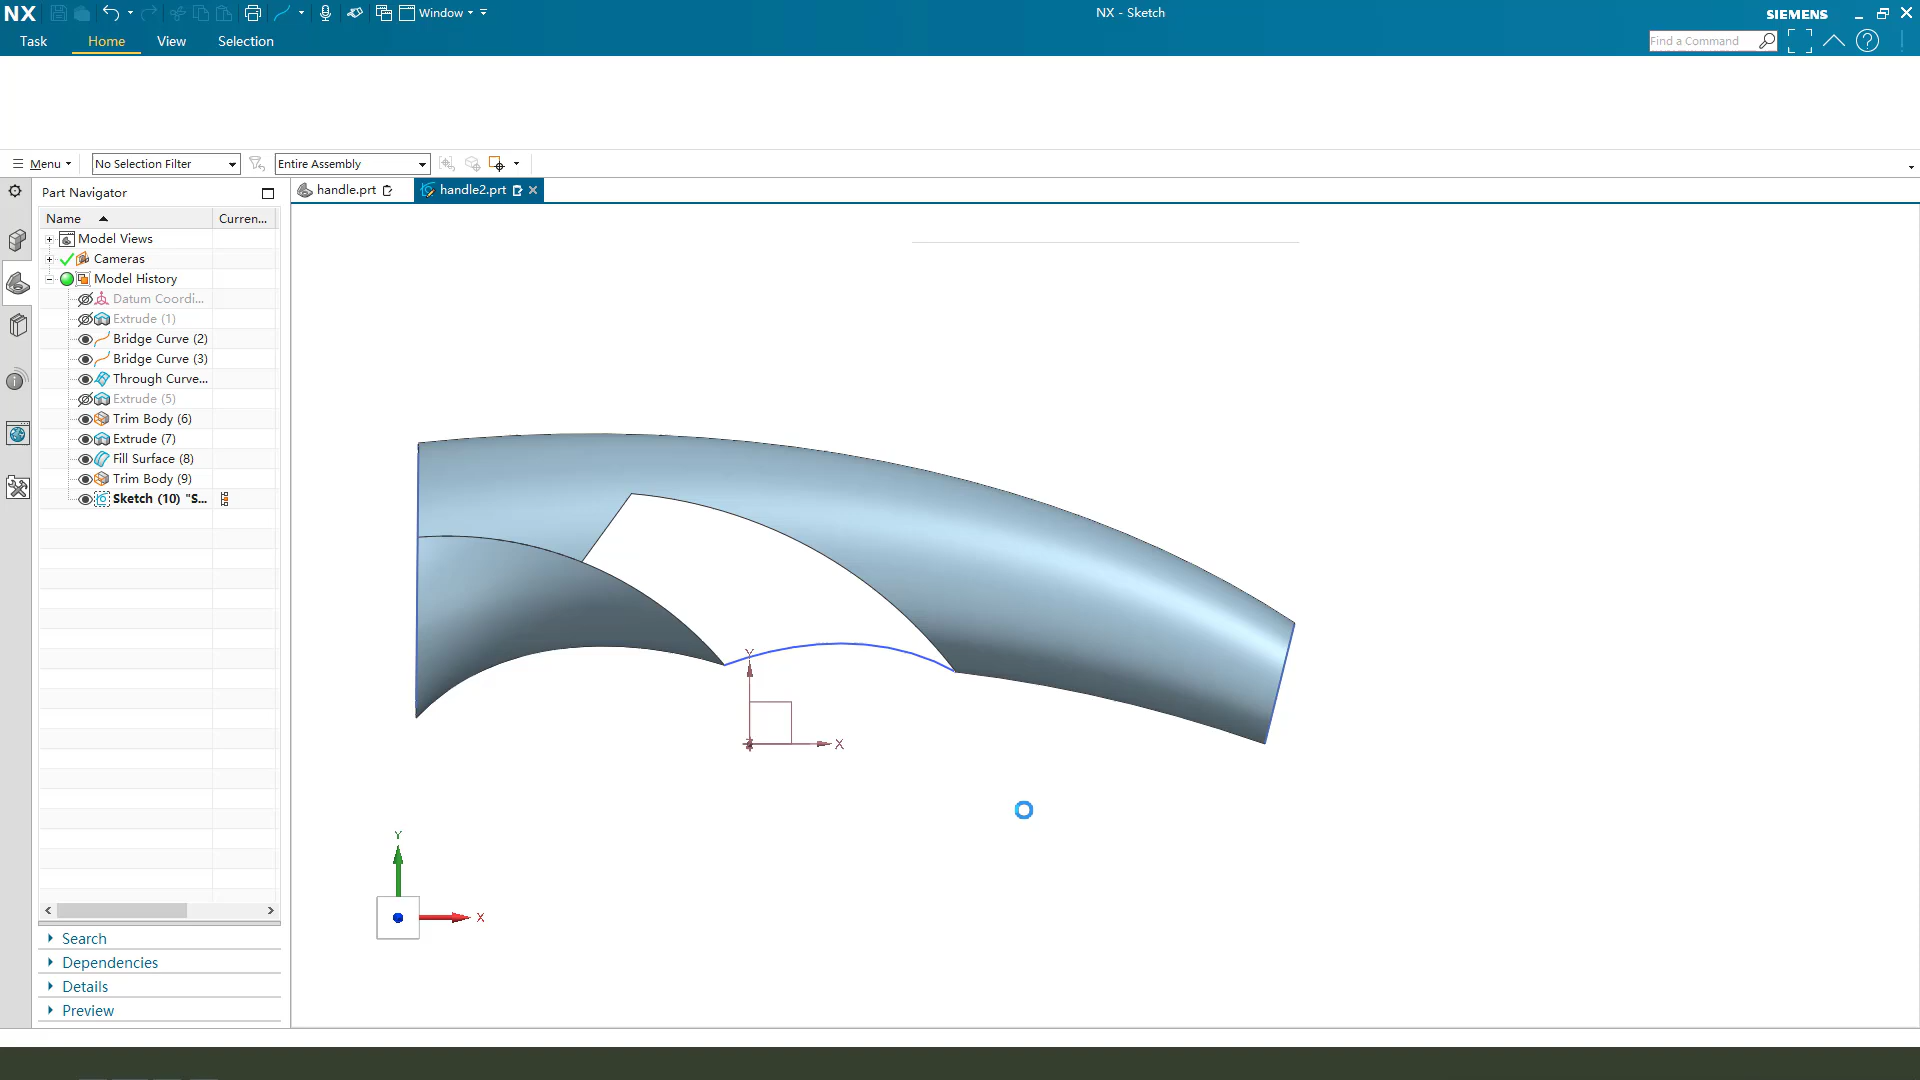 NX
Window
NX - Sketch
SIEMENS
Task
Home
View
Selection
Find a Command
Menu
No Selection Filter
Entire Assembly
Part Navigator
handle.prt
handle2.prt
Name
Curren...
Model Views
Cameras
Model History
Datum Coordi...
Extrude (1)
Bridge Curve (2)
Bridge Curve (3)
Through Curve...
Extrude (5)
Trim Body (6)
Extrude (7)
Fill Surface (8)
Trim Body (9)
Sketch (10) "S...
Y
X
Y
X
Search
Dependencies
Details
Preview